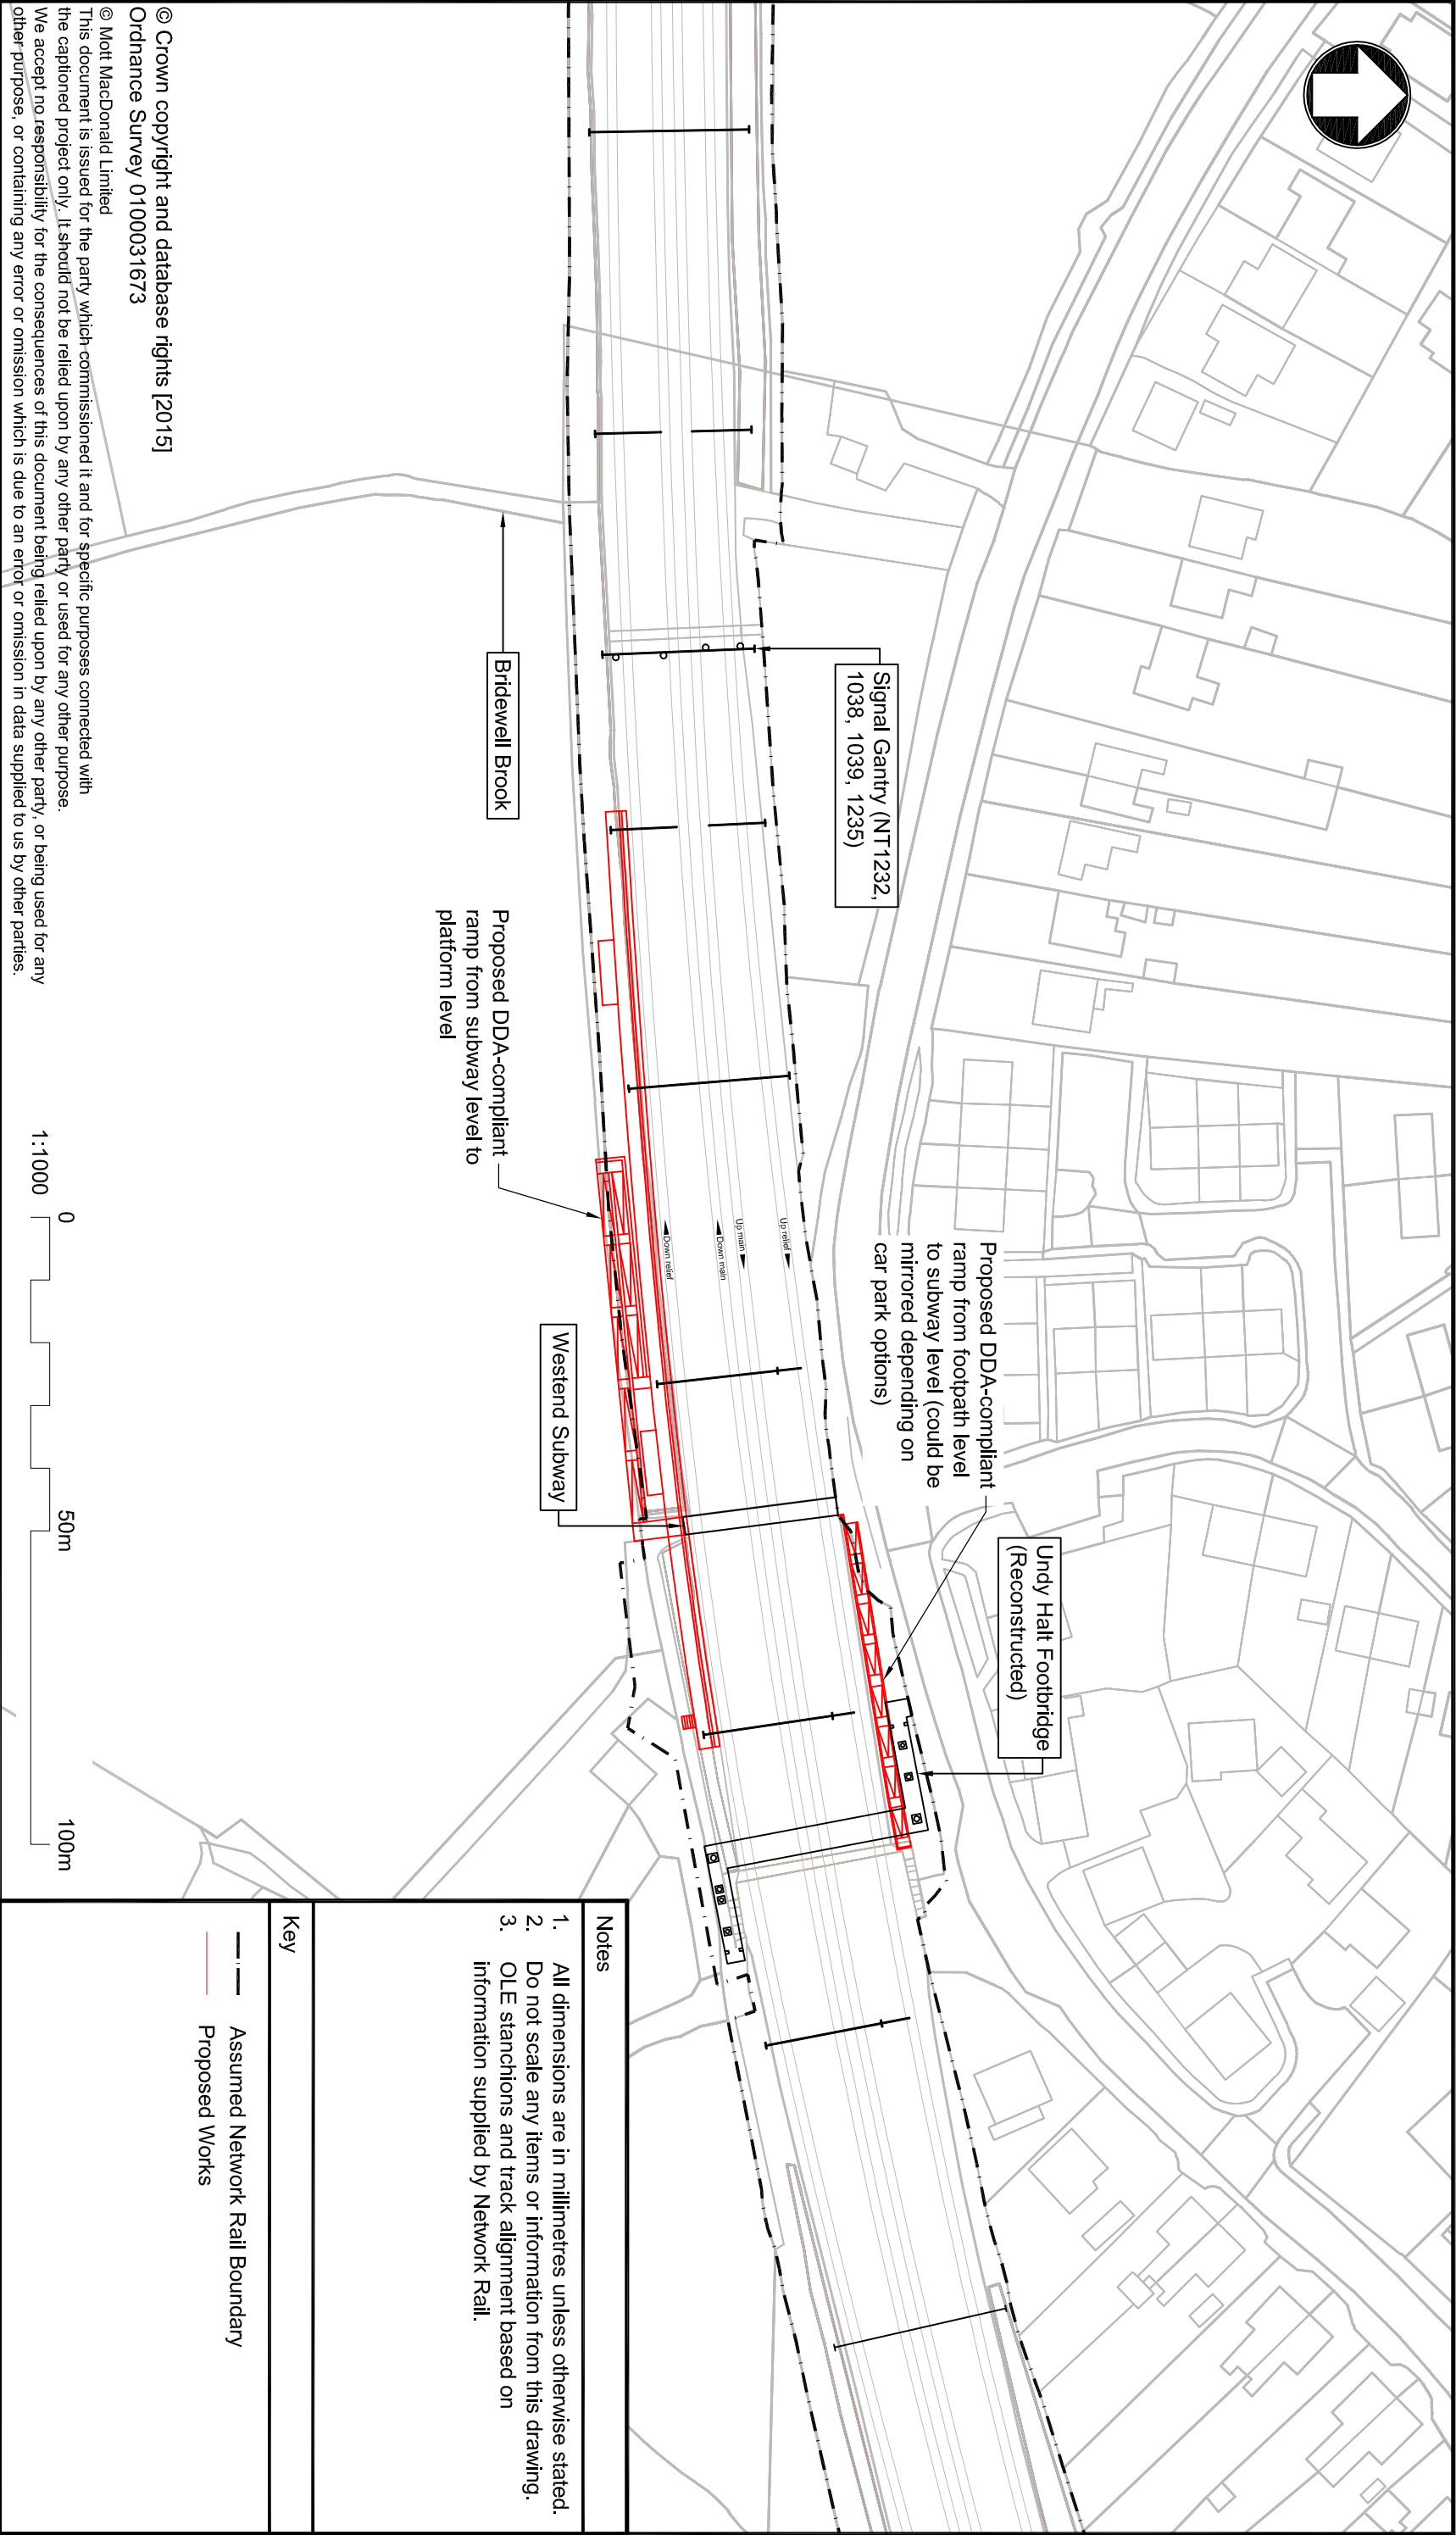 Signal Gantry (NT1232,
1038, 1039, 1235)
Bridewell Brook
Proposed DDA-compliant
ramp from subway level to
platform level
Up relief
Up main
Down main
Down relief
Proposed DDA-compliant
ramp from footpath level
to subway level (could be
mirrored depending on
car park options)
Westend Subway
Undy Halt Footbridge
(Reconstructed)
© Crown copyright and database rights [2015]
Ordnance Survey 0100031673
© Mott MacDonald Limited
This document is issued for the party which commissioned it and for specific purposes connected with
the captioned project only. It should not be relied upon by any other party or used for any other purpose.
We accept no responsibility for the consequences of this document being relied upon by any other party, or being used for any
other purpose, or containing any error or omission which is due to an error or omission in data supplied to us by other parties.
1:1000
0
50m
100m
Notes
1. All dimensions are in millimetres unless otherwise stated.
2. Do not scale any items or information from this drawing.
3. OLE stanchions and track alignment based on
information supplied by Network Rail.
Key
Assumed Network Rail Boundary
Proposed Works